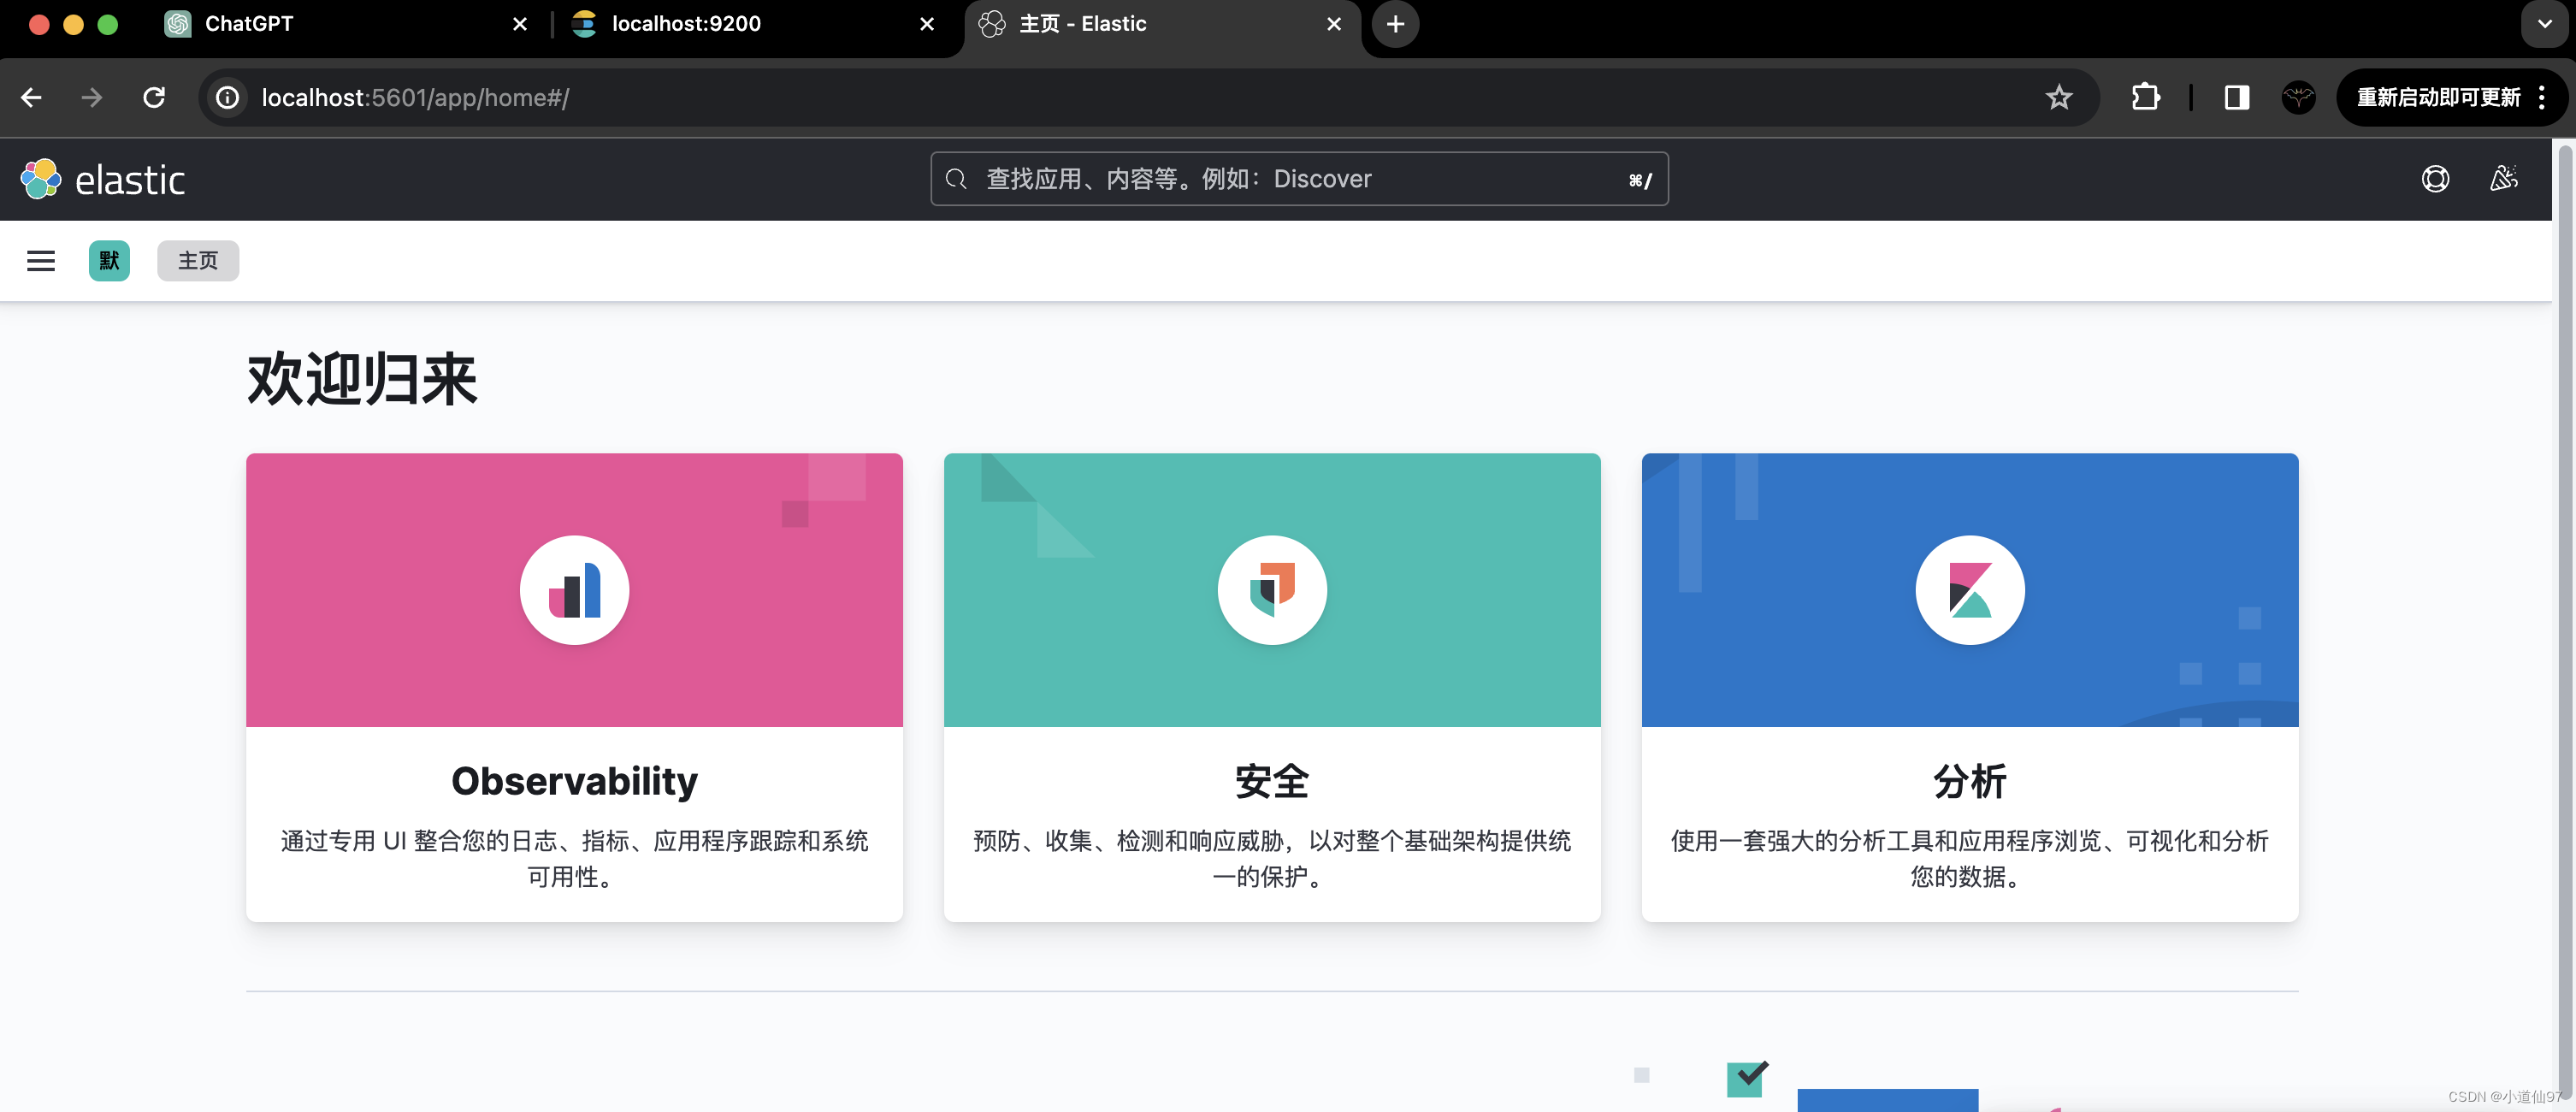 ChatGPT
localhost:9200
主页 - Elastic
localhost:5601/app/home#/
重新启动即可更新
elastic
查找应用、内容等。例如：Discover
⌘/
默
主页
欢迎归来
Observability
通过专用 UI 整合您的日志、指标、应用程序跟踪和系统
可用性。
安全
预防、收集、检测和响应威胁，以对整个基础架构提供统
一的保护。
分析
使用一套强大的分析工具和应用程序浏览、可视化和分析
您的数据。
CSDN @小道仙97